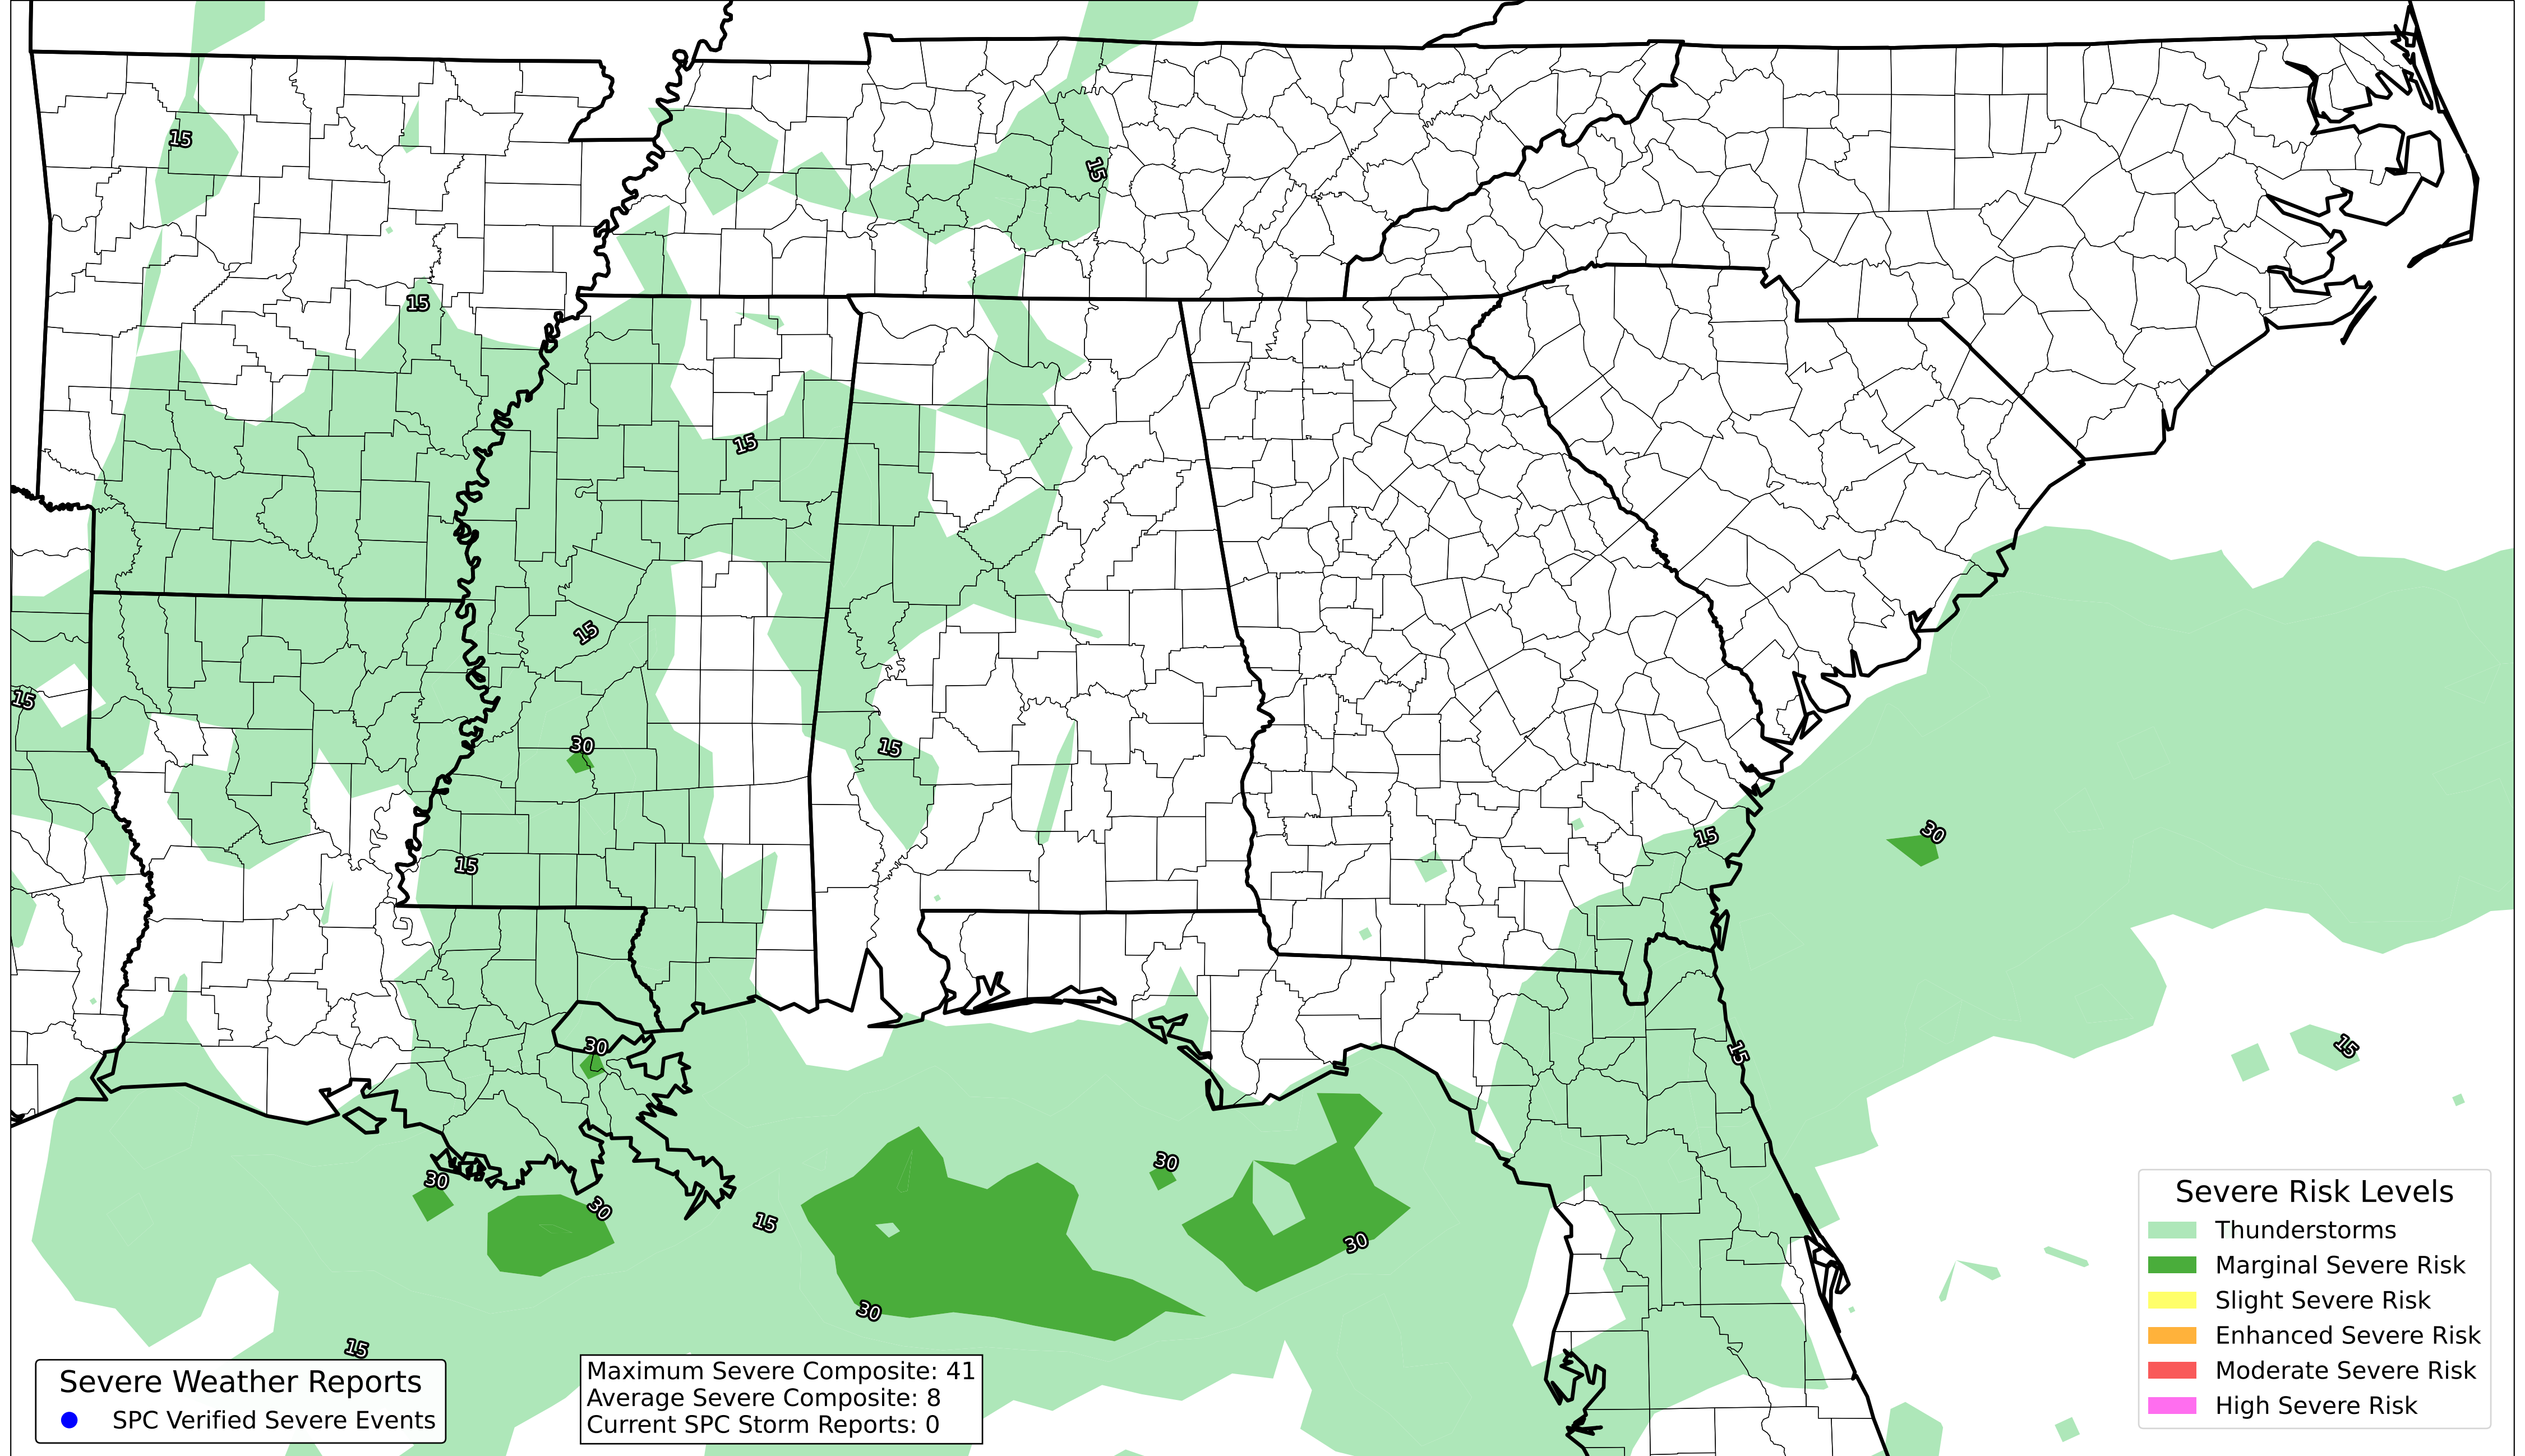 15
15
15
15
15
15
30
15
15
15
30
30
15
15
30
30
15
30
30
30
15
Severe Weather Reports
SPC Verified Severe Events
Maximum Severe Composite: 41
Average Severe Composite: 8
Current SPC Storm Reports: 0
Severe Risk Levels
Thunderstorms
Marginal Severe Risk
Slight Severe Risk
Enhanced Severe Risk
Moderate Severe Risk
High Severe Risk